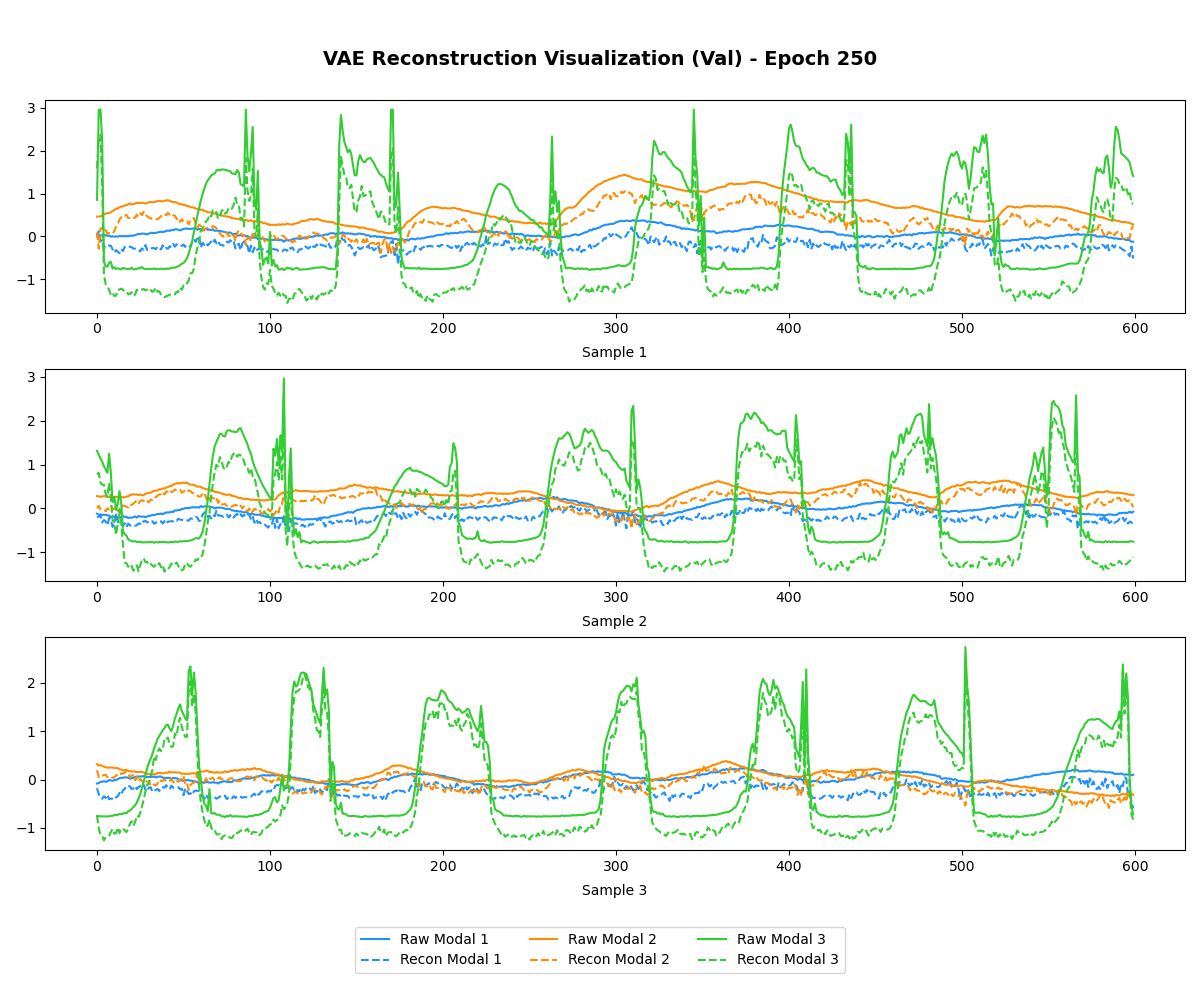 VAE Reconstruction Visualization (Val) - Epoch 250
3
2
1
0
−1
0 100 200 300 400 500 600
Sample 1
3
2
1
0
−1
0 100 200 300 400 500 600
Sample 2
2
1
0
−1
0 100 200 300 400 500 600
Sample 3
Raw Modal 1 Raw Modal 2 Raw Modal 3
Recon Modal 1 Recon Modal 2 Recon Modal 3